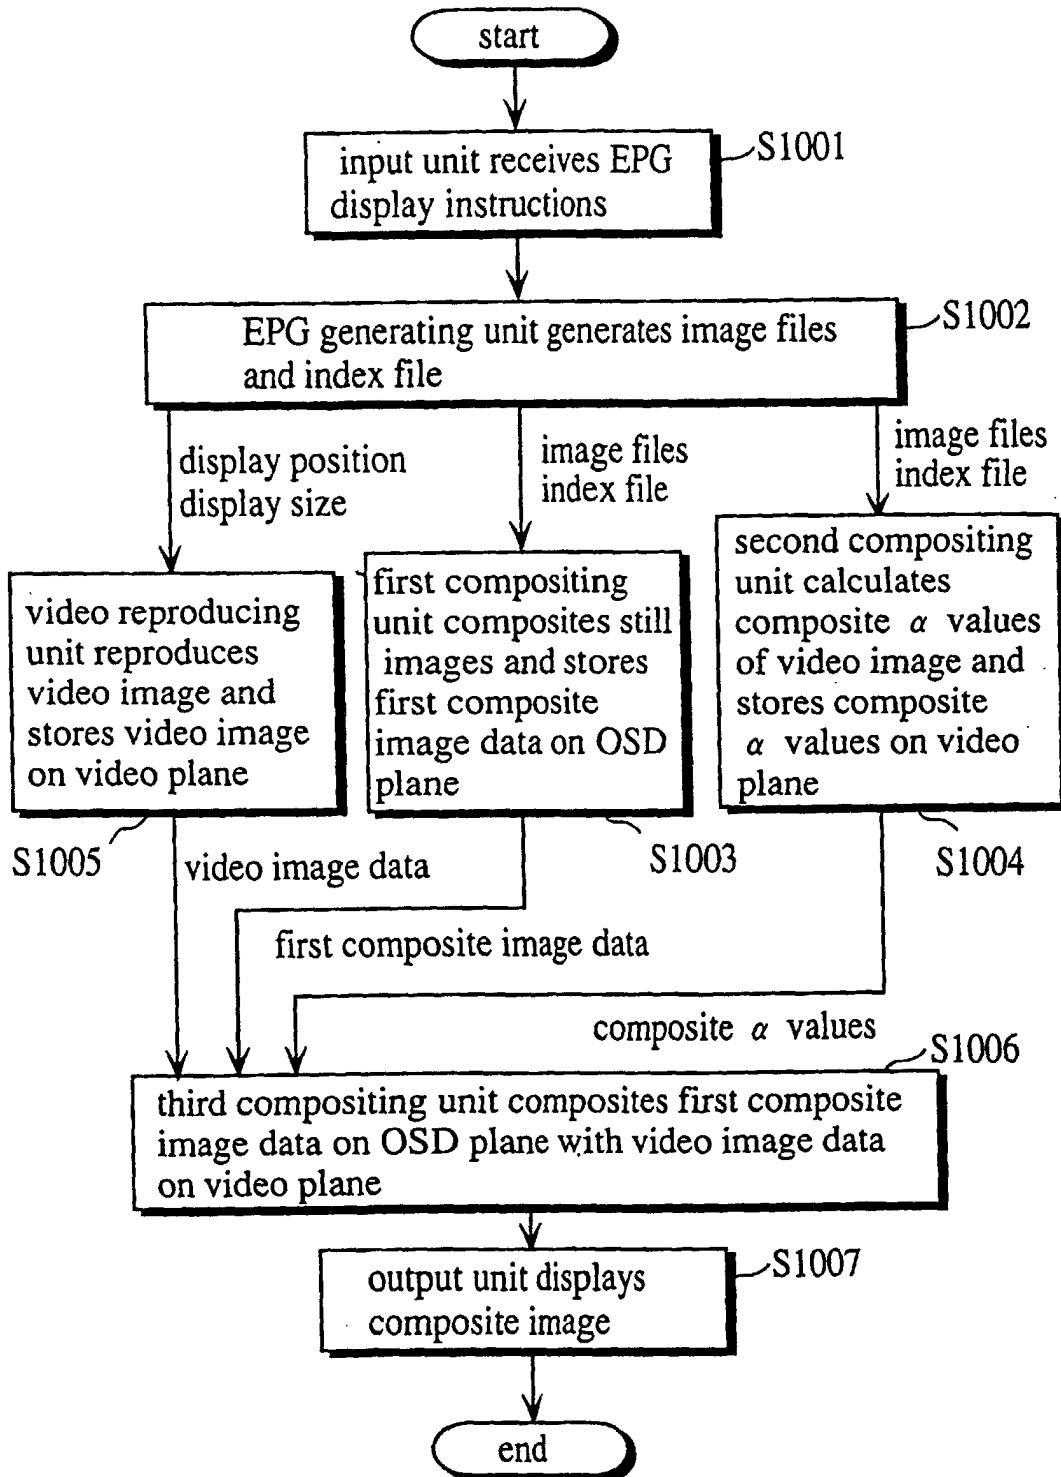 start
input unit receives EPG
display instructions
S1001
EPG generating unit generates image files
and index file
S1002
display position
display size
image files
index file
image files
index file
video reproducing
unit reproduces
video image and
stores video image
on video plane
S1005
first compositing
unit composites still
images and stores
first composite
image data on OSD
plane
S1003
second compositing
unit calculates
composite α values
of video image and
stores composite
α values on video
plane
S1004
video image data
first composite image data
composite α values
S1006
third compositing unit composites first composite
image data on OSD plane with video image data
on video plane
output unit displays
composite image
S1007
end